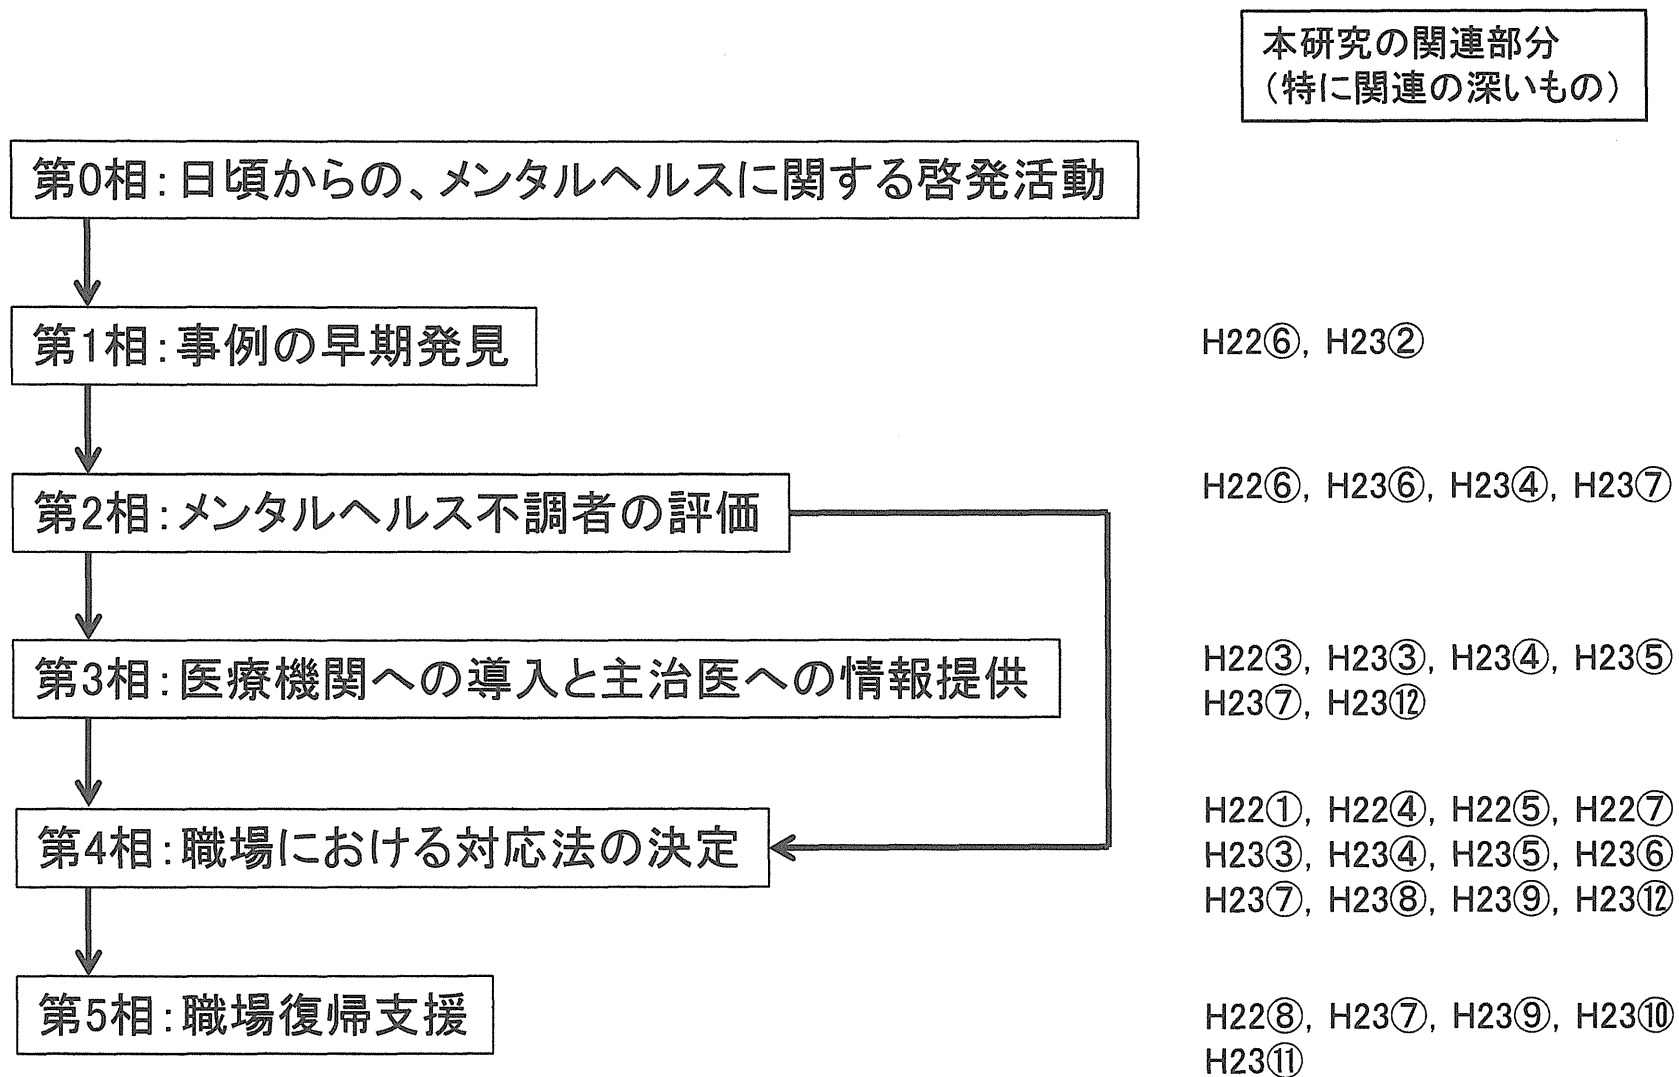 本研究の関連部分
（特に関連の深いもの）
第0相：日頃からの、メンタルヘルスに関する啓発活動
第1相：事例の早期発見
H22⑥, H23②
第2相：メンタルヘルス不調者の評価
H22⑥, H23⑥, H23④, H23⑦
第3相：医療機関への導入と主治医への情報提供
H22③, H23③, H23④, H23⑤
H23⑦, H23⑫
第4相：職場における対応法の決定
H22①, H22④, H22⑤, H22⑦
H23③, H23④, H23⑤, H23⑥
H23⑦, H23⑧, H23⑨, H23⑫
第5相：職場復帰支援
H22⑧, H23⑦, H23⑨, H23⑩
H23⑪